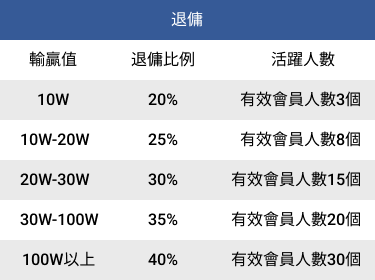 退傭
輸贏值 退傭比例 活躍人數
10W 20% 有效會員人數3個
10W-20W 25% 有效會員人數8個
20W-30W 30% 有效會員人數15個
30W-100W 35% 有效會員人數20個
100W以上 40% 有效會員人數30個